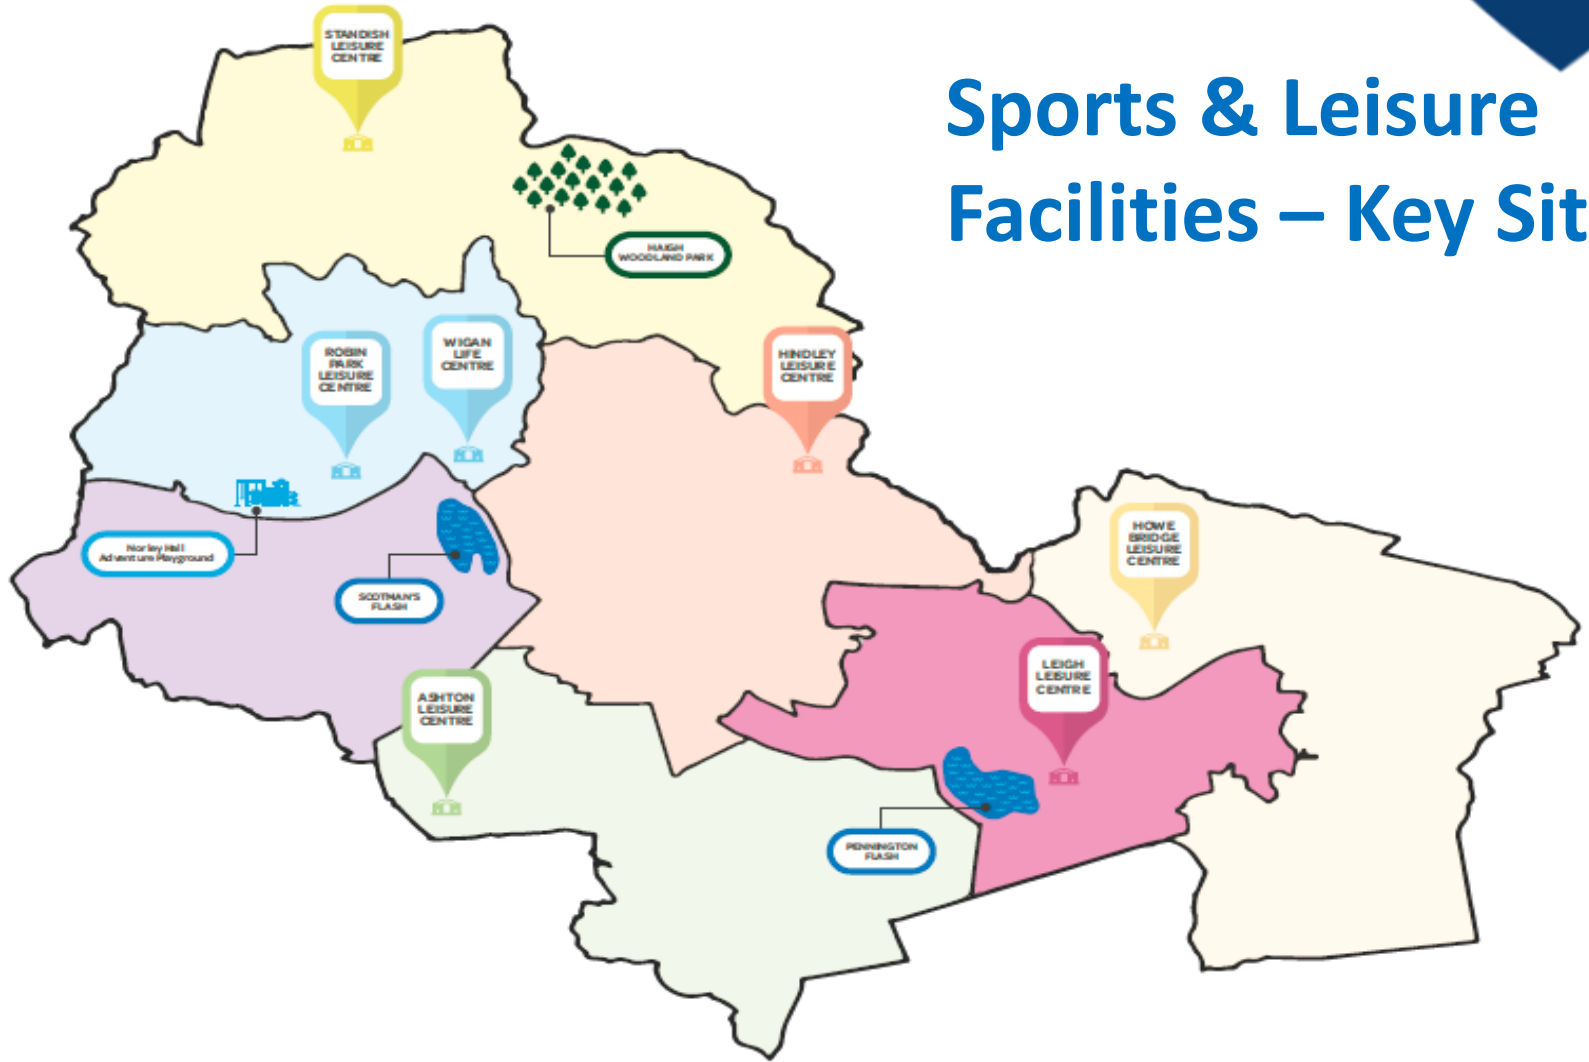 Sports & Leisure
Facilities – Key Sit
STANDISH
LEISURE
CENTRE
HAIGH
WOODLAND PARK
ROBIN
PARK
LEISURE
CENTRE
WIGAN
LIFE
CENTRE
HINDLEY
LEISURE
CENTRE
Norley Hall
Adventure Playground
SCOTMAN'S
FLASH
HOWE
BRIDGE
LEISURE
CENTRE
ASHTON
LEISURE
CENTRE
LEIGH
LEISURE
CENTRE
PENNINGTON
FLASH